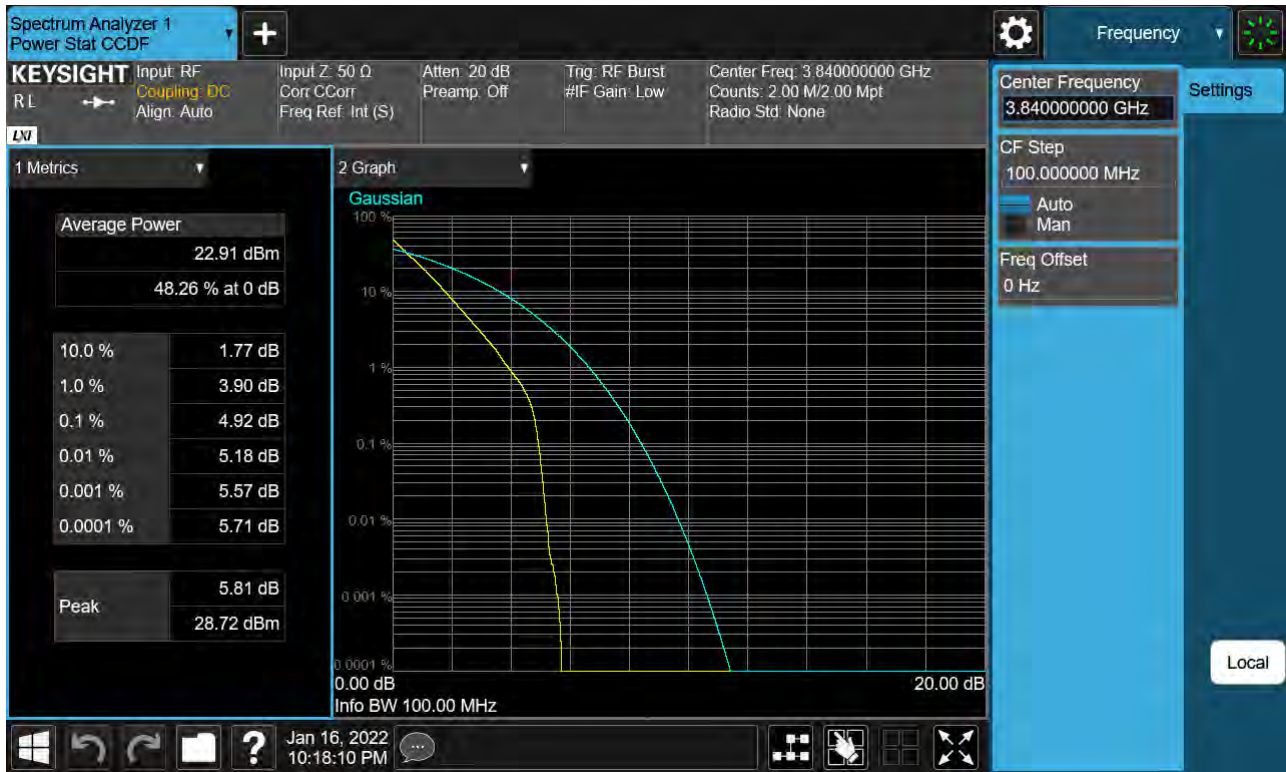 Spectrum Analyzer 1
Power Stat CCDF
Frequency
KEYSIGHT
RL
LXI
Input: RF
Coupling: DC
Align: Auto
Input Z: 50 Ω
Corr CCorr
Freq Ref: Int (S)
Atten: 20 dB
Preamp: Off
Trig: RF Burst
#IF Gain: Low
Center Freq: 3.840000000 GHz
Counts: 2.00 M/2.00 Mpt
Radio Std: None
Center Frequency
3.840000000 GHz
Settings
CF Step
100.000000 MHz
Auto
Man
Freq Offset
0 Hz
Local
1 Metrics
Average Power
22.91 dBm
48.26 % at 0 dB
10.0 % 1.77 dB
1.0 % 3.90 dB
0.1 % 4.92 dB
0.01 % 5.18 dB
0.001 % 5.57 dB
0.0001 % 5.71 dB
Peak
5.81 dB
28.72 dBm
2 Graph
Gaussian
100 %
10 %
1 %
0.1 %
0.01 %
0.001 %
0.0001 %
0.00 dB 20.00 dB
Info BW 100.00 MHz
?
Jan 16, 2022
10:18:10 PM